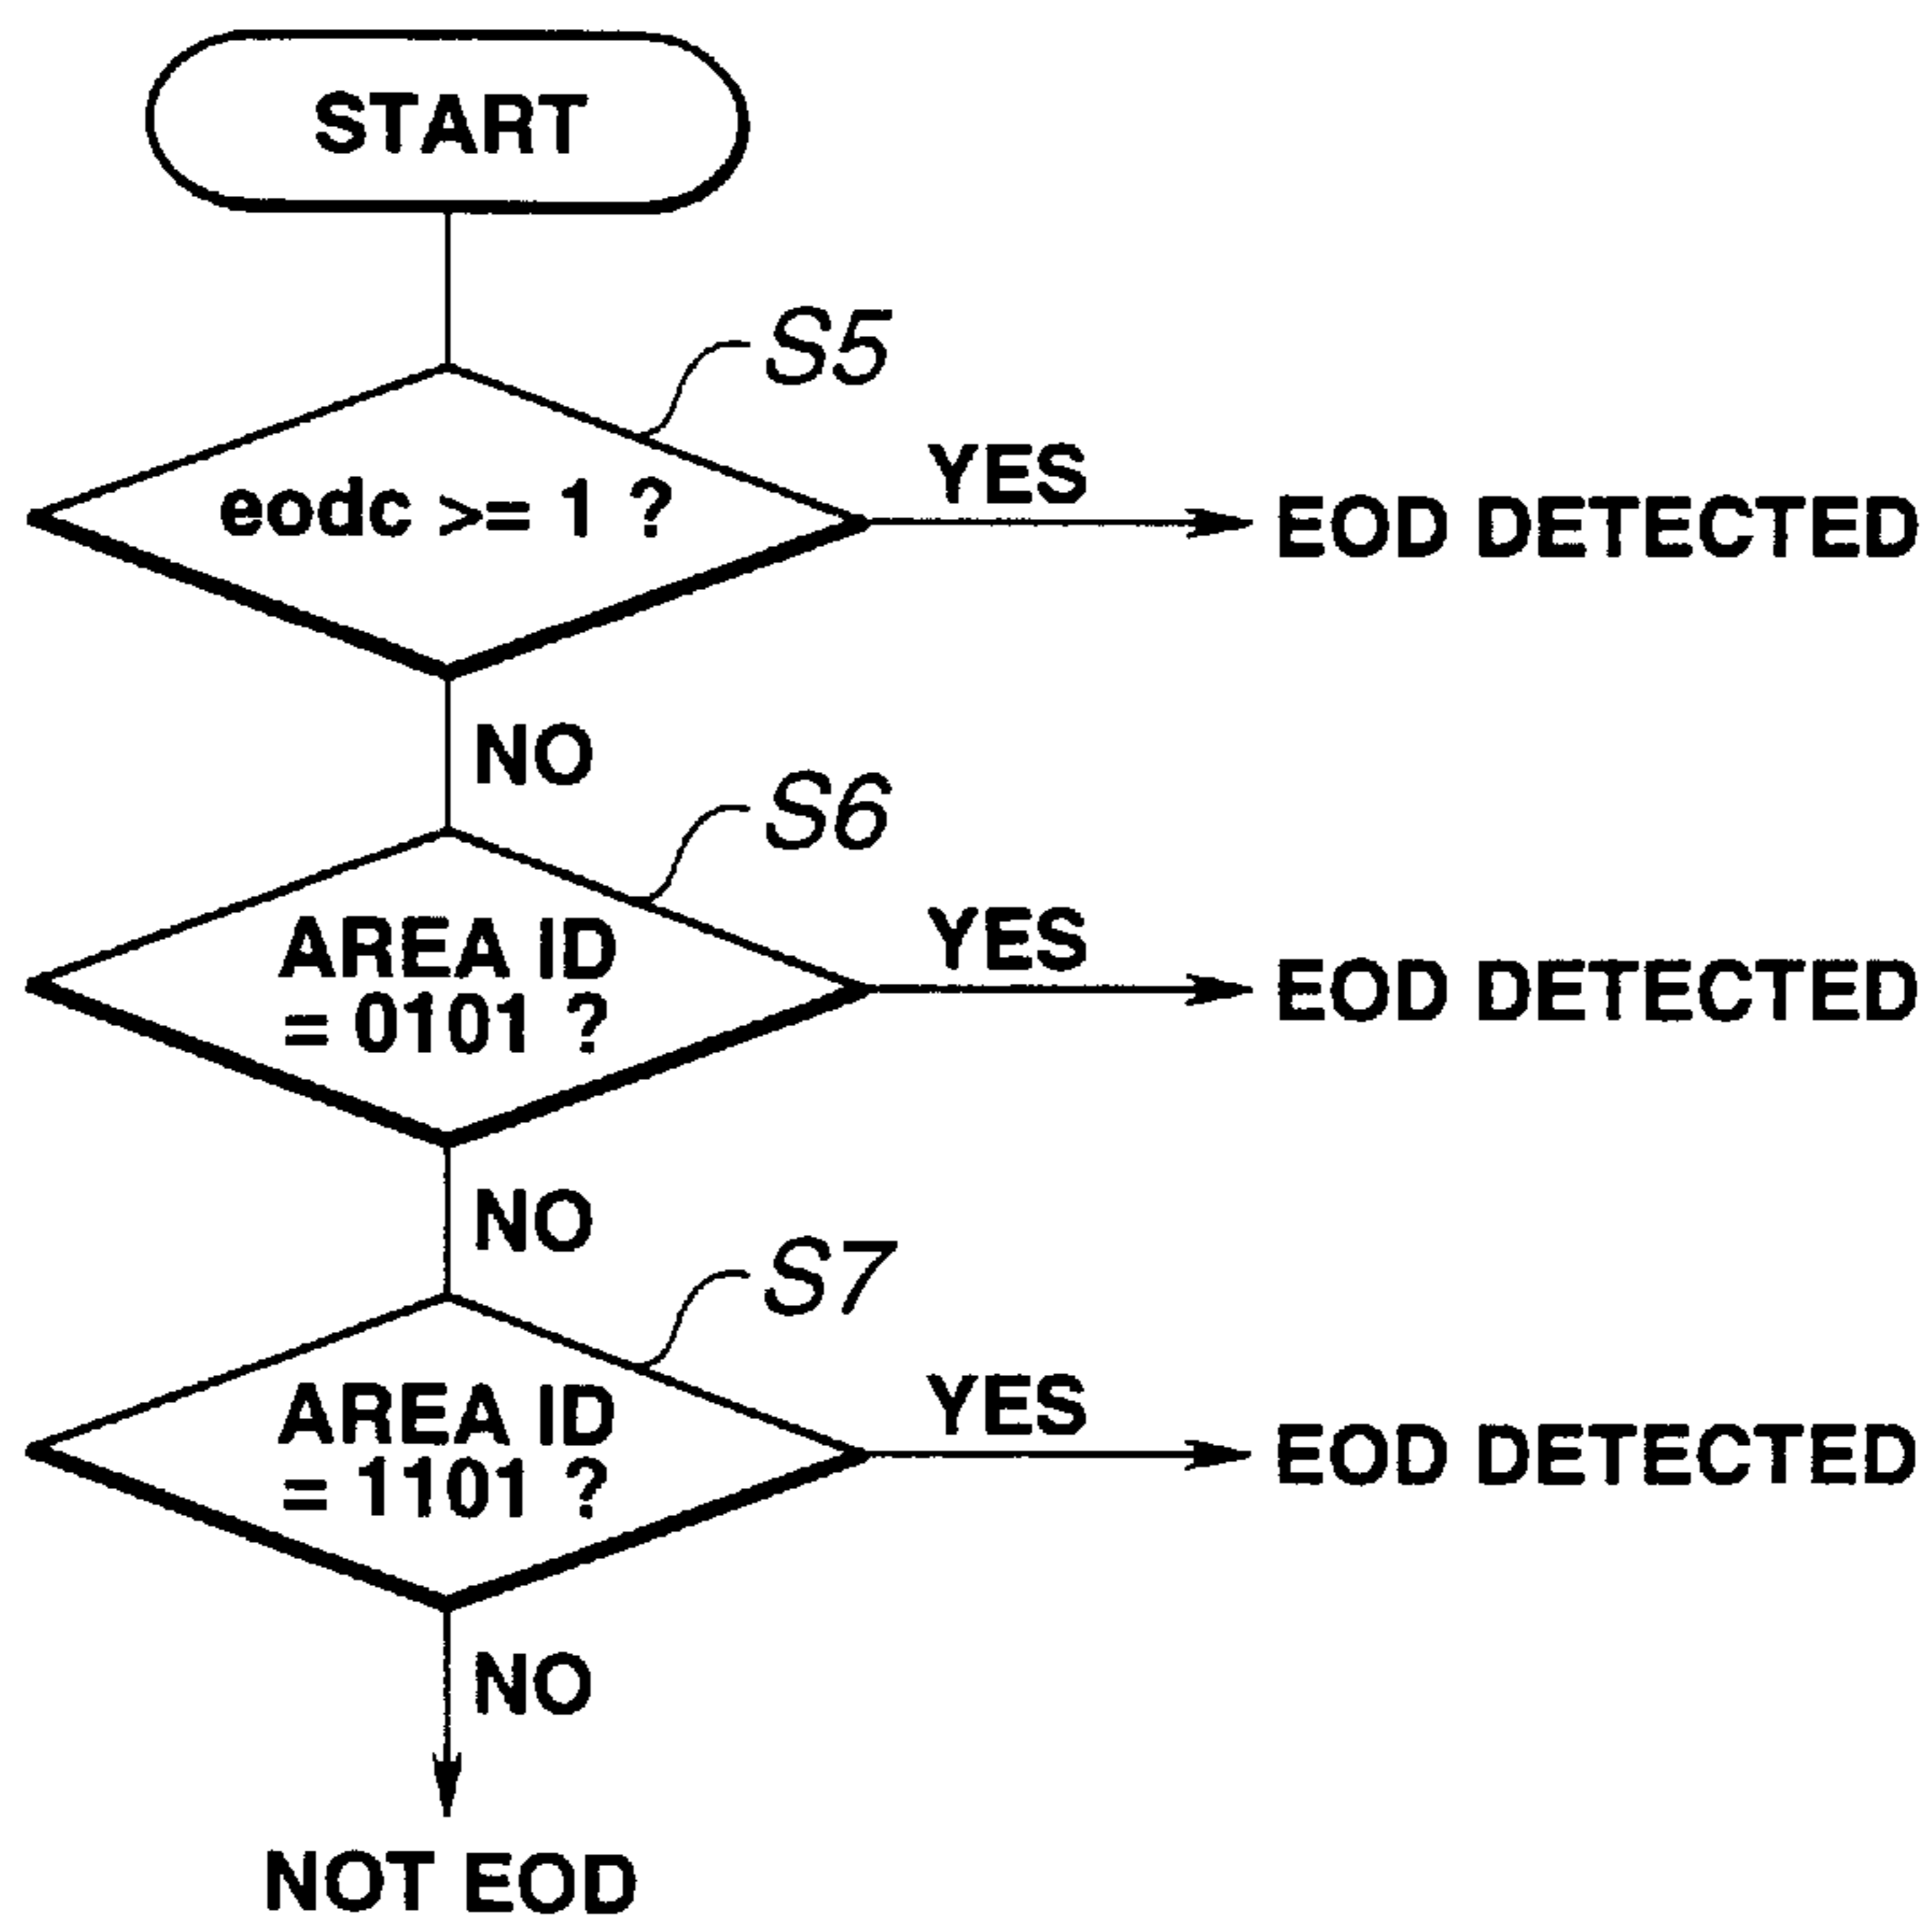 START
S5
eodc >= 1 ?
YES
EOD DETECTED
NO
S6
AREA ID
= 0101 ?
YES
EOD DETECTED
NO
S7
AREA ID
= 1101 ?
YES
EOD DETECTED
NO
NOT EOD